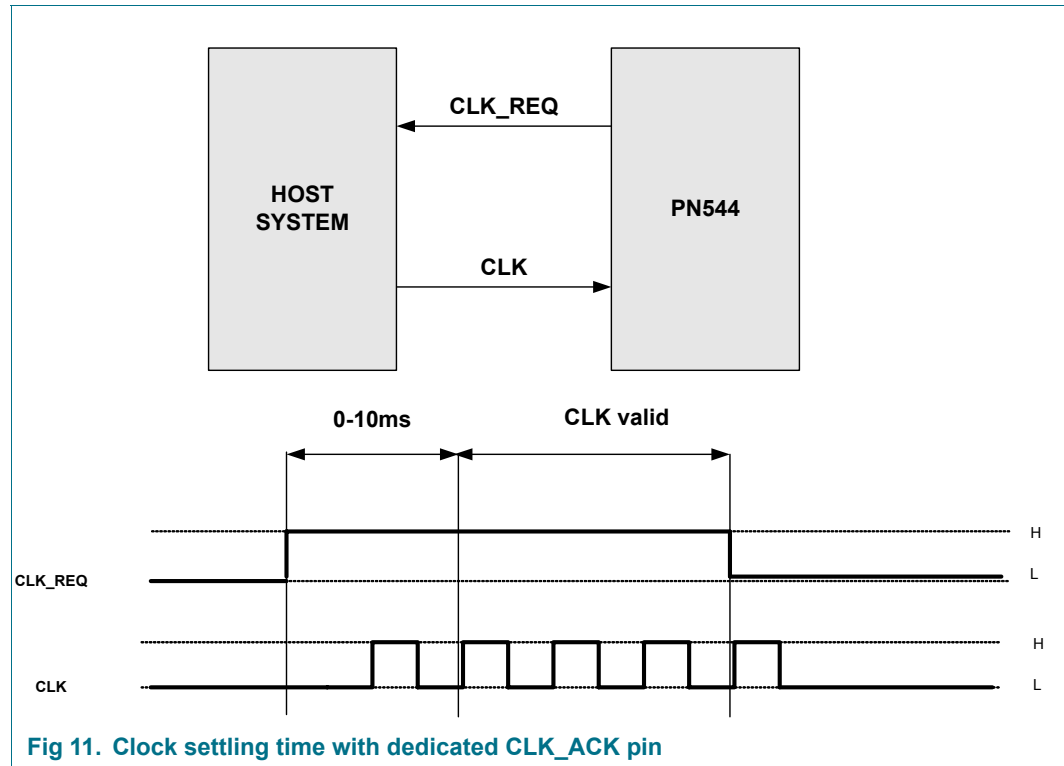 CLK_REQ
HOST
SYSTEM
PN544
CLK
0-10ms
CLK valid
H
CLK_REQ
L
H
CLK
L
Fig 11. Clock settling time with dedicated CLK_ACK pin